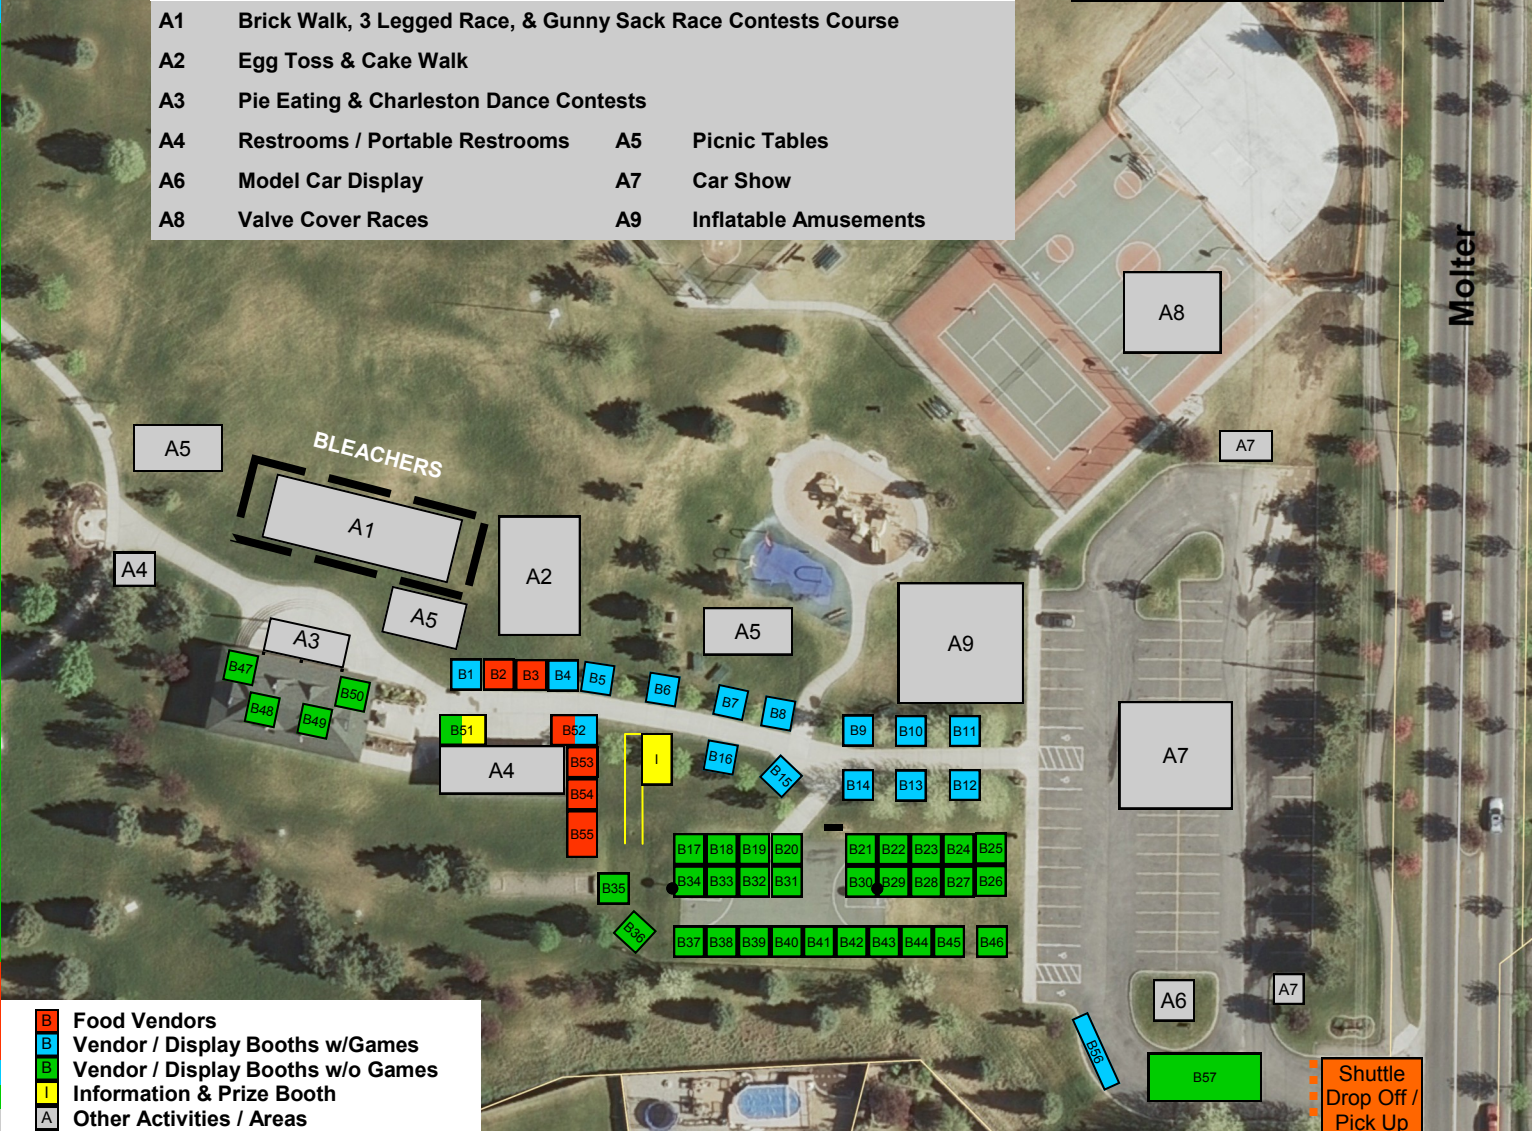 A1 Brick Walk, 3 Legged Race, & Gunny Sack Race Contests Course
A2 Egg Toss & Cake Walk
A3 Pie Eating & Charleston Dance Contests
A4 Restrooms / Portable Restrooms A5 Picnic Tables
A6 Model Car Display A7 Car Show
A8 Valve Cover Races A9 Inflatable Amusements
Molter
A8
A7
BLEACHERS
A5
A1
A2
A4
A5
A3
A5
A9
B47
B48
B49
B50
B1 B2 B3 B4 B5
B6
B7
B8
B9 B10 B11
B51
B52
A4
B53
B54
B55
I
B16
B15
B14 B13 B12
A7
B17 B18 B19 B20
B21 B22 B23 B24 B25
B34 B33 B32 B31
B30 B29 B28 B27 B26
B35
B36
B37 B38 B39 B40 B41 B42 B43 B44 B45 B46
A6
A7
B56
B57
Shuttle
Drop Off /
Pick Up
B Food Vendors
B Vendor / Display Booths w/Games
B Vendor / Display Booths w/o Games
I Information & Prize Booth
A Other Activities / Areas